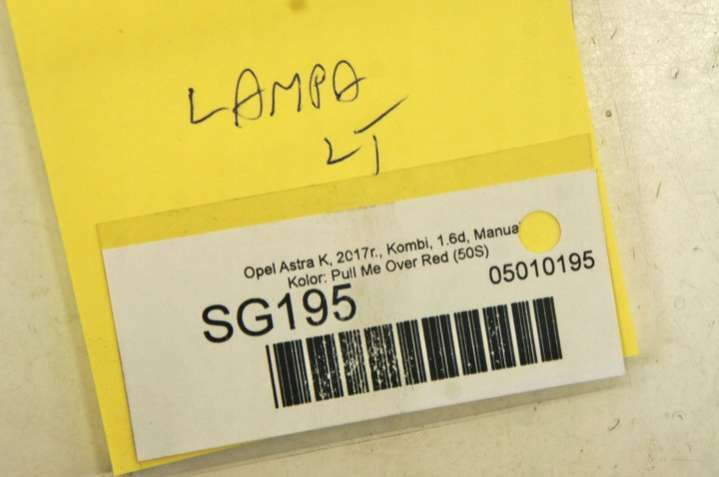 LAMPA
LT
Opel Astra K, 2017r., Kombi, 1.6d, Manua
Kolor: Pull Me Over Red (50S)
SG195
05010195